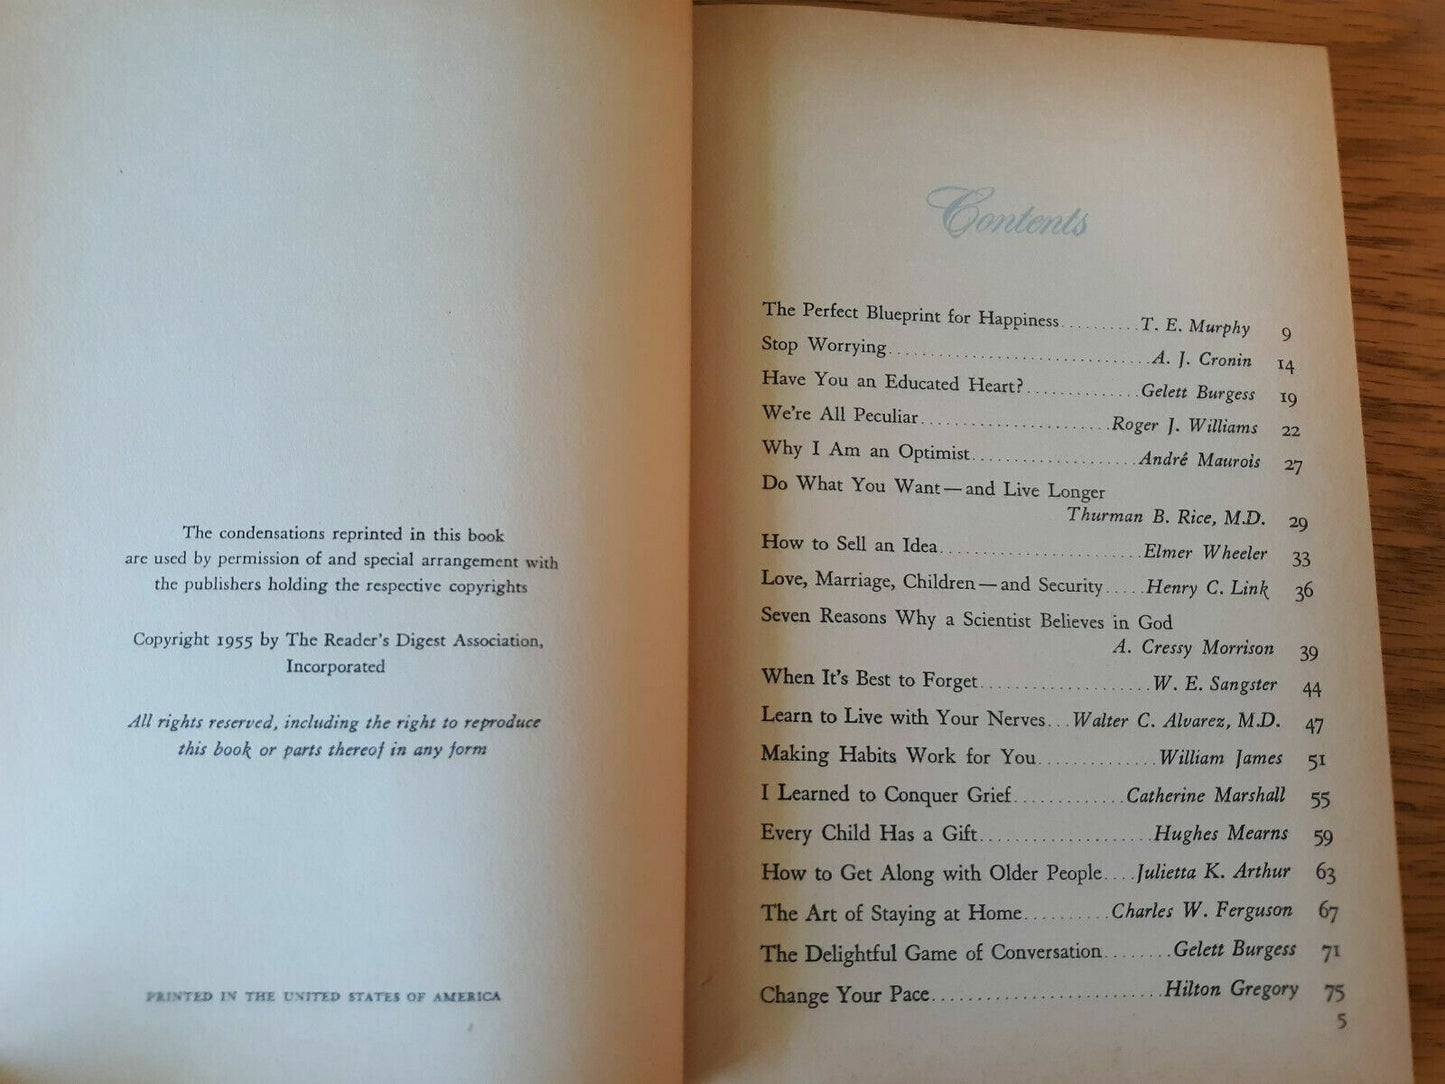 The condensations reprinted in this book
are used by permission of and special arrangement with
the publishers holding the respective copyrights
Copyright 1955 by The Reader's Digest Association,
Incorporated
All rights reserved, including the right to reproduce
this book or parts thereof in any form
PRINTED IN THE UNITED STATES OF AMERICA
Contents
The Perfect Blueprint for Happiness..........T. E. Murphy 9
Stop Worrying...............................A. J. Cronin 14
Have You an Educated Heart?..............Gelett Burgess 19
We're All Peculiar.......................Roger J. Williams 22
Why I Am an Optimist....................André Maurois 27
Do What You Want—and Live Longer
Thurman B. Rice, M.D. 29
How to Sell an Idea........................Elmer Wheeler 33
Love, Marriage, Children—and Security.....Henry C. Link 36
Seven Reasons Why a Scientist Believes in God
A. Cressy Morrison 39
When It's Best to Forget.....................W. E. Sangster 44
Learn to Live with Your Nerves...Walter C. Alvarez, M.D. 47
Making Habits Work for You..............William James 51
I Learned to Conquer Grief.............Catherine Marshall 55
Every Child Has a Gift.....................Hughes Mearns 59
How to Get Along with Older People....Julietta K. Arthur 63
The Art of Staying at Home..........Charles W. Ferguson 67
The Delightful Game of Conversation........Gelett Burgess 71
Change Your Pace...........................Hilton Gregory 75
5